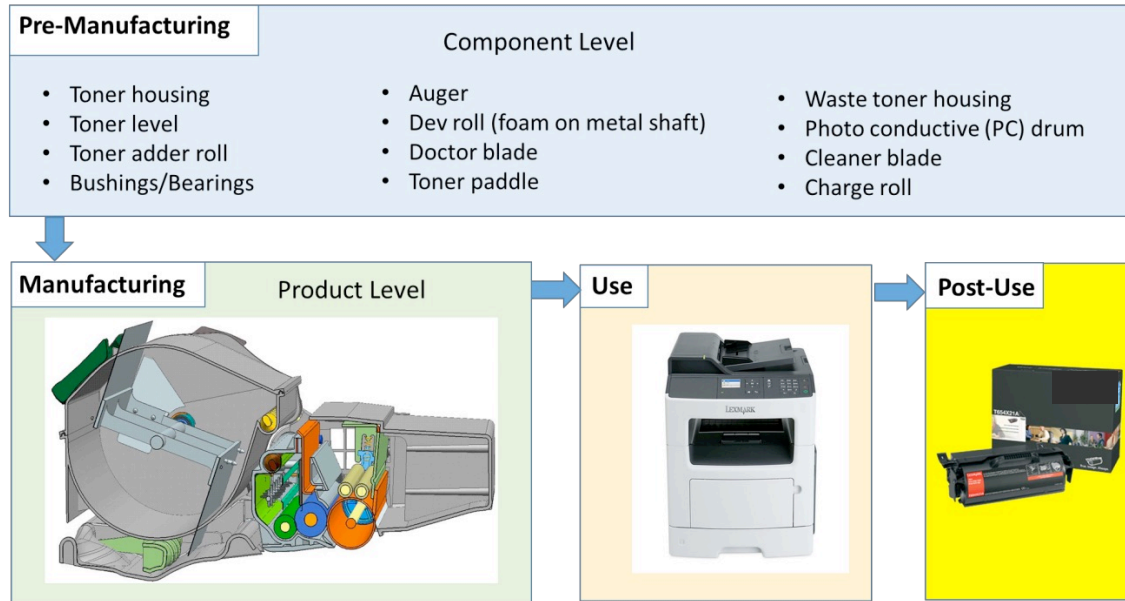 Pre-Manufacturing
Component Level
• Toner housing
• Toner level
• Toner adder roll
• Bushings/Bearings
• Auger
• Dev roll (foam on metal shaft)
• Doctor blade
• Toner paddle
• Waste toner housing
• Photo conductive (PC) drum
• Cleaner blade
• Charge roll
Manufacturing
Product Level
Use
LEXMARK
Post-Use
T654X21A